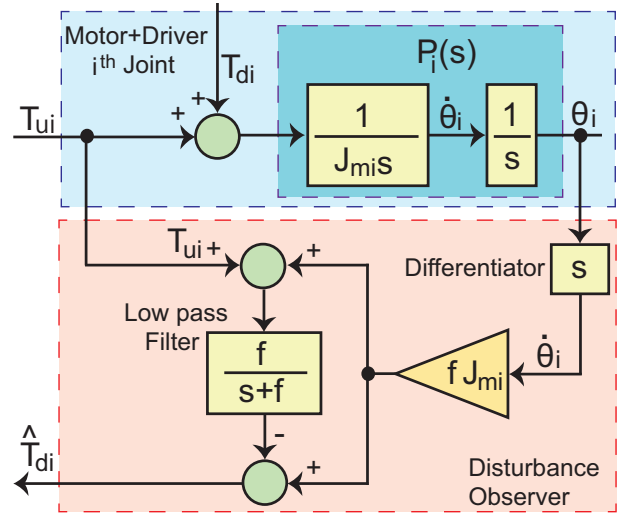 Motor+Driver
iᵗʰ Joint
T_di
P_i(s)
T_ui
+
+
1
J_mi s
θ̇_i
1
s
θ_i
T_ui +
+
Differentiator
s
Low pass
Filter
f
s+f
f J_mi
θ̇_i
-
T̂_di
+
Disturbance
Observer